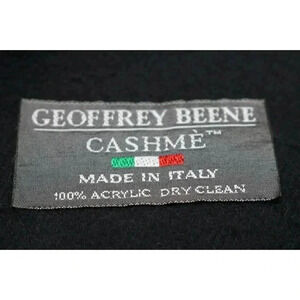 GEOFFREY BEENE
CASHMÈ™
MADE IN ITALY
100% ACRYLIC DRY CLEAN